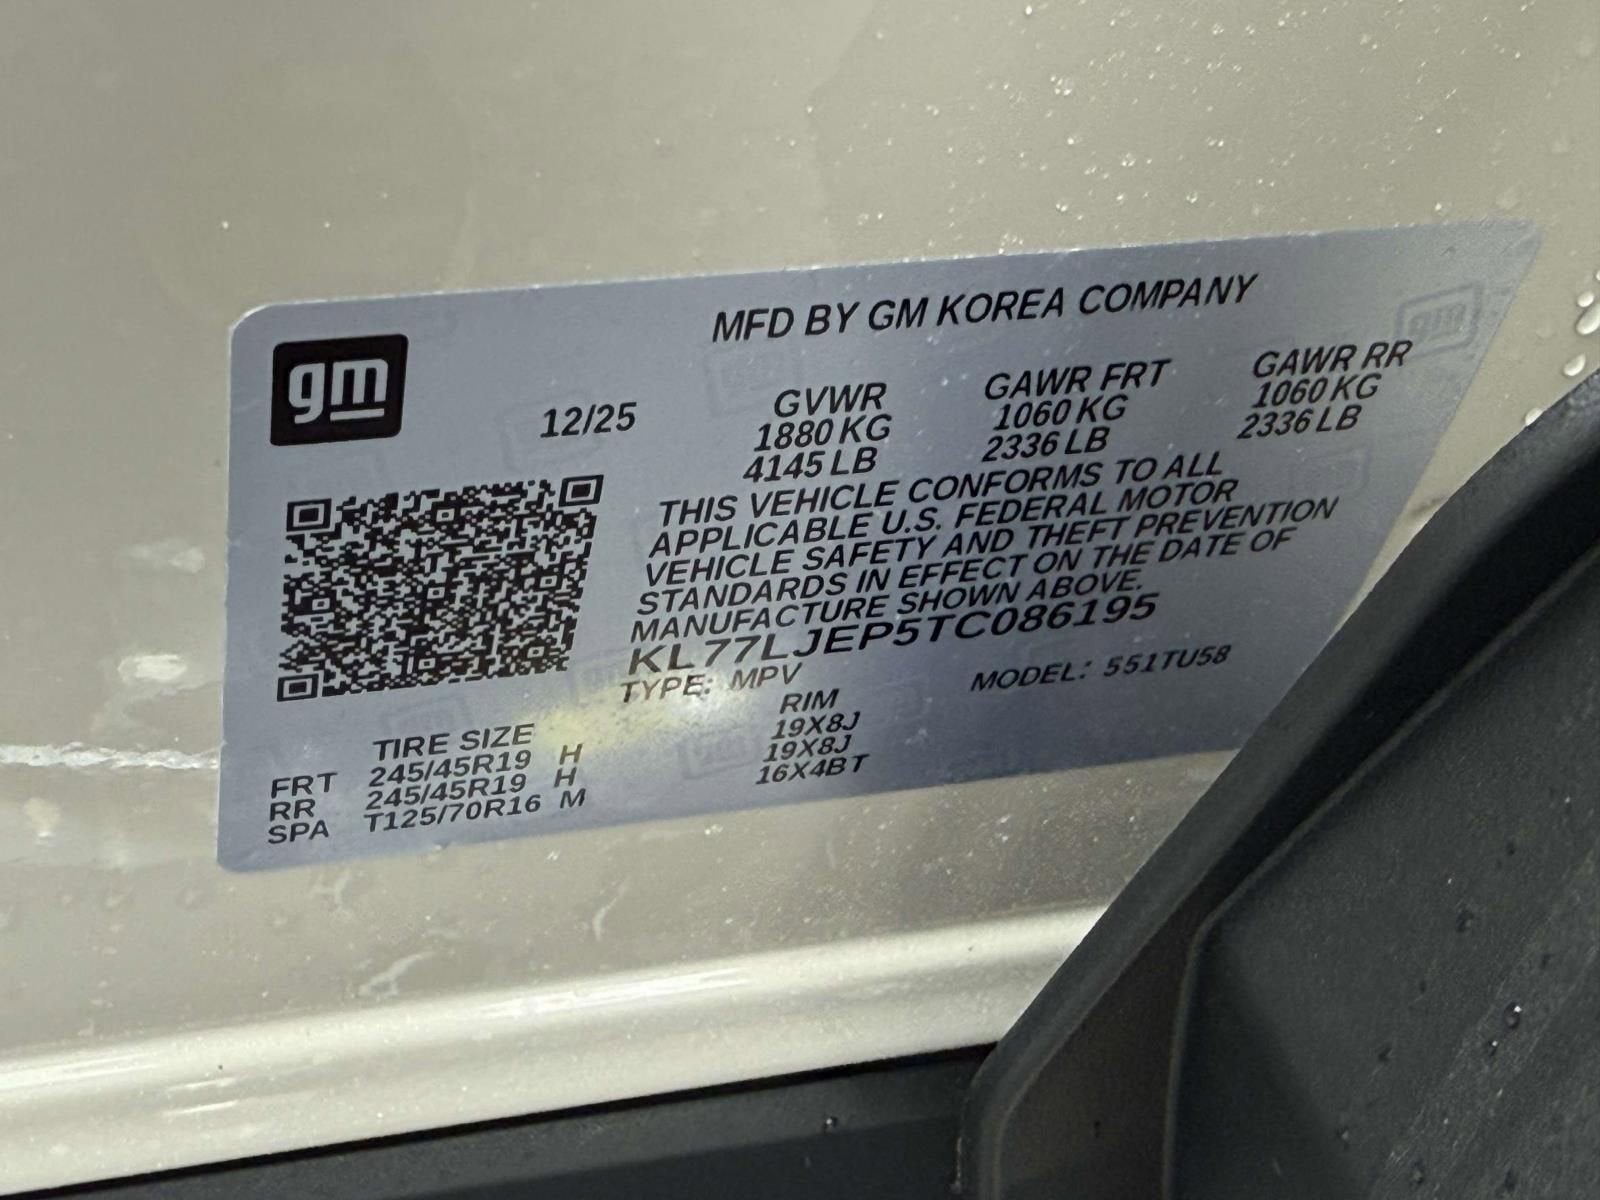 MFD BY GM KOREA COMPANY
gm
12/25
GVWR GAWR FRT GAWR RR
1880 KG 1060 KG 1060 KG
4145 LB 2336 LB 2336 LB
THIS VEHICLE CONFORMS TO ALL
APPLICABLE U.S. FEDERAL MOTOR
VEHICLE SAFETY AND THEFT PREVENTION
STANDARDS IN EFFECT ON THE DATE OF
MANUFACTURE SHOWN ABOVE.
KL77LJEP5TC086195
TYPE: MPV MODEL: 551TU58
TIRE SIZE RIM
FRT 245/45R19 H 19X8J
RR 245/45R19 H 19X8J
SPA T125/70R16 M 16X4BT